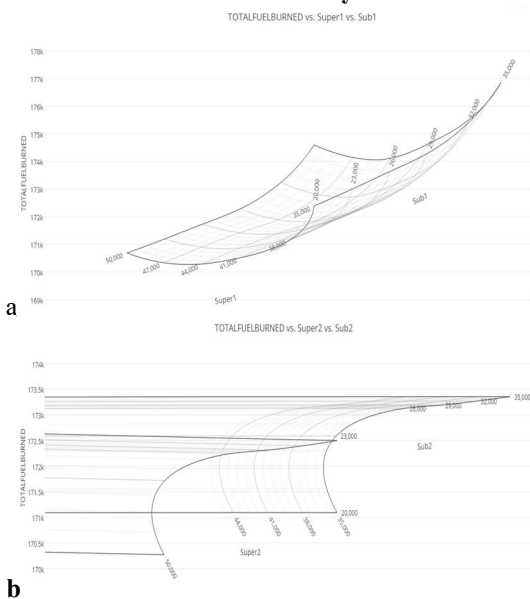 TOTALFUELBURNED vs. Super1 vs. Sub1
178k
177k
176k
175k
174k
173k
172k
171k
170k
169k
TOTALFUELBURNED
35,000
32,000
29,000
26,000
23,000
20,000
Sub1
35,000
38,000
41,000
44,000
47,000
50,000
Super1
a
TOTALFUELBURNED vs. Super2 vs. Sub2
174k
173.5k
173k
172.5k
172k
171.5k
171k
170.5k
170k
TOTALFUELBURNED
35,000
32,000
29,000
23,000
20,000
Sub2
35,000
41,000
44,000
50,000
Super2
b